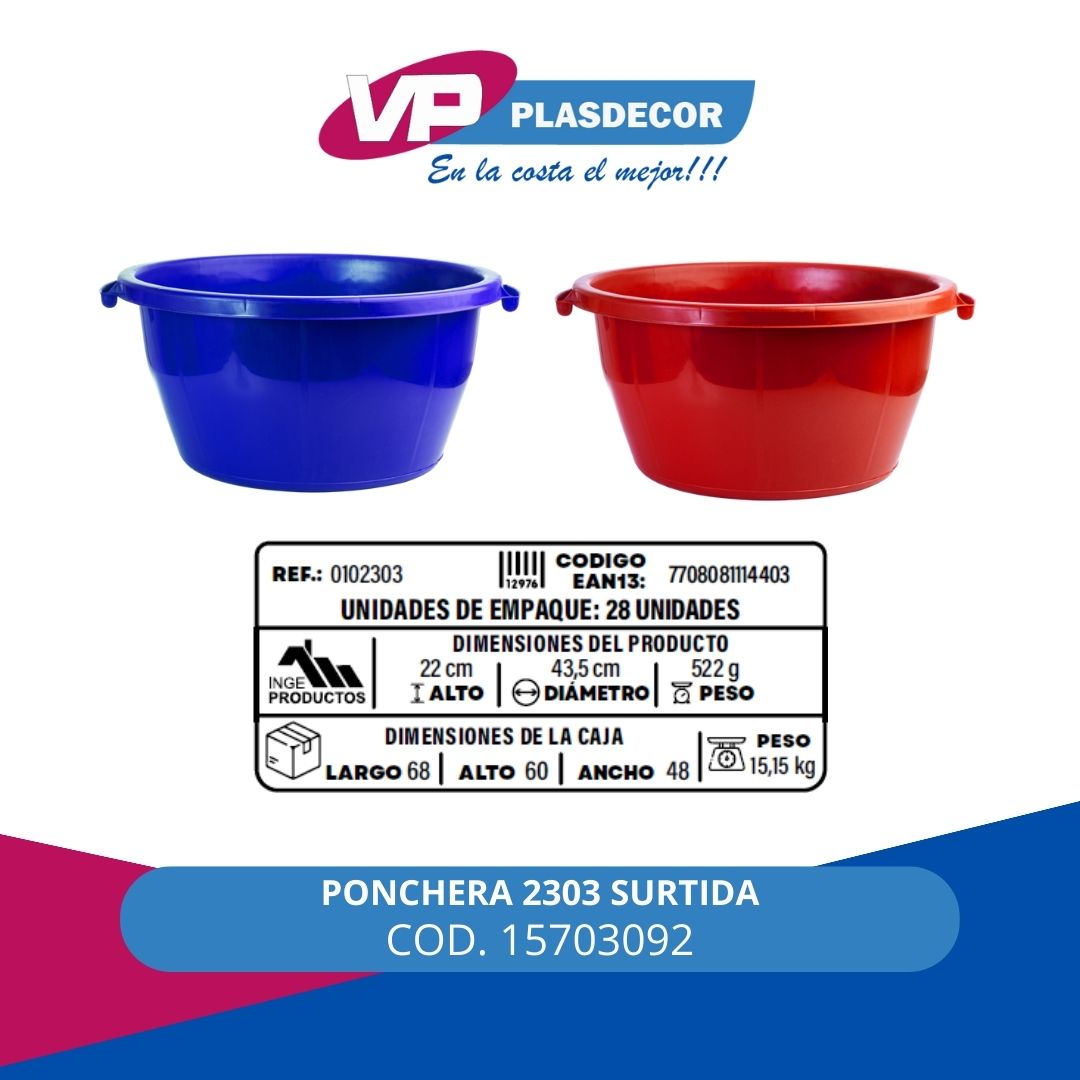 VP PLASDECOR
En la costa el mejor!!!
REF.: 0102303
12976
CODIGO
EAN13:
7708081114403
UNIDADES DE EMPAQUE: 28 UNIDADES
DIMENSIONES DEL PRODUCTO
INGE
PRODUCTOS
22 cm
ALTO
43,5 cm
DIÁMETRO
522 g
PESO
DIMENSIONES DE LA CAJA
LARGO 68 | ALTO 60 | ANCHO 48
PESO
15,15 kg
PONCHERA 2303 SURTIDA
COD. 15703092